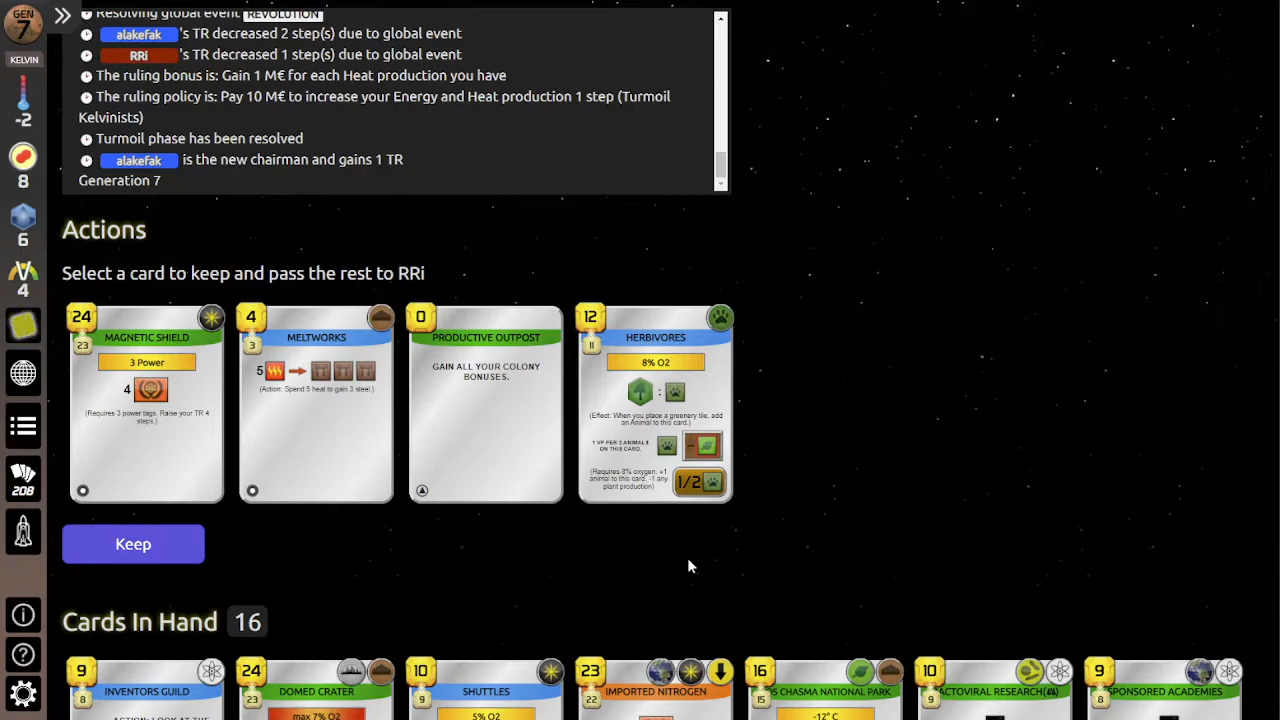 GEN
7
Resolving global event REVOLUTION
alakefak 's TR decreased 2 step(s) due to global event
RRi 's TR decreased 1 step(s) due to global event
The ruling bonus is: Gain 1 M€ for each Heat production you have
The ruling policy is: Pay 10 M€ to increase your Energy and Heat production 1 step (Turmoil
Kelvinists)
Turmoil phase has been resolved
alakefak is the new chairman and gains 1 TR
Generation 7
KELVIN
-2
8
6
4
208
Actions
Select a card to keep and pass the rest to RRi
24
23
MAGNETIC SHIELD
3 Power
4
(Requires 3 power tags. Raise your TR 4
steps.)
4
3
MELTWORKS
5
(Action: Spend 5 heat to gain 3 steel.)
0
PRODUCTIVE OUTPOST
GAIN ALL YOUR COLONY
BONUSES.
12
11
HERBIVORES
8% O2
:
(Effect: When you place a greenery tile, add
an Animal to this card.)
1 VP PER 2 ANIMALS
ON THIS CARD.
-
(Requires 8% oxygen. +1
animal to this card. -1 any
plant production)
1/2
Keep
Cards In Hand 16
9
8
INVENTORS GUILD
ACTION: LOOK AT THE
24
23
DOMED CRATER
max 7% O2
10
9
SHUTTLES
5% O2
23
22
IMPORTED NITROGEN
16
15
OS CHASMA NATIONAL PARK
-12° C
10
9
ACTOVIRAL RESEARCH
9
8
SPONSORED ACADEMIES